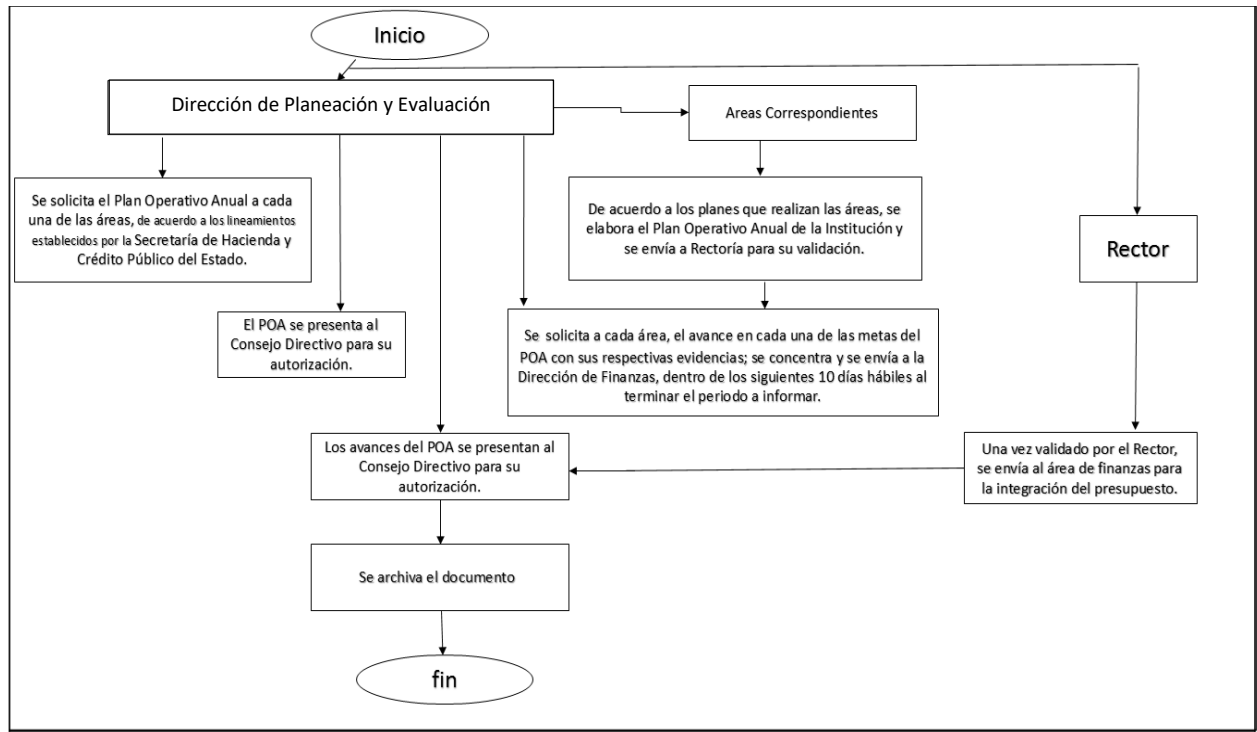 Inicio
Dirección de Planeación y Evaluación
Areas Correspondientes
Se solicita el Plan Operativo Anual a cada
una de las áreas, de acuerdo a los lineamientos
establecidos por la Secretaría de Hacienda y
Crédito Público del Estado.
De acuerdo a los planes que realizan las áreas, se
elabora el Plan Operativo Anual de la Institución y
se envía a Rectoría para su validación.
Rector
El POA se presenta al
Consejo Directivo para su
autorización.
Se solicita a cada área, el avance en cada una de las metas del
POA con sus respectivas evidencias; se concentra y se envía a la
Dirección de Finanzas, dentro de los siguientes 10 días hábiles al
terminar el periodo a informar.
Los avances del POA se presentan al
Consejo Directivo para su
autorización.
Una vez validado por el Rector,
se envía al área de finanzas para
la integración del presupuesto.
Se archiva el documento
fin